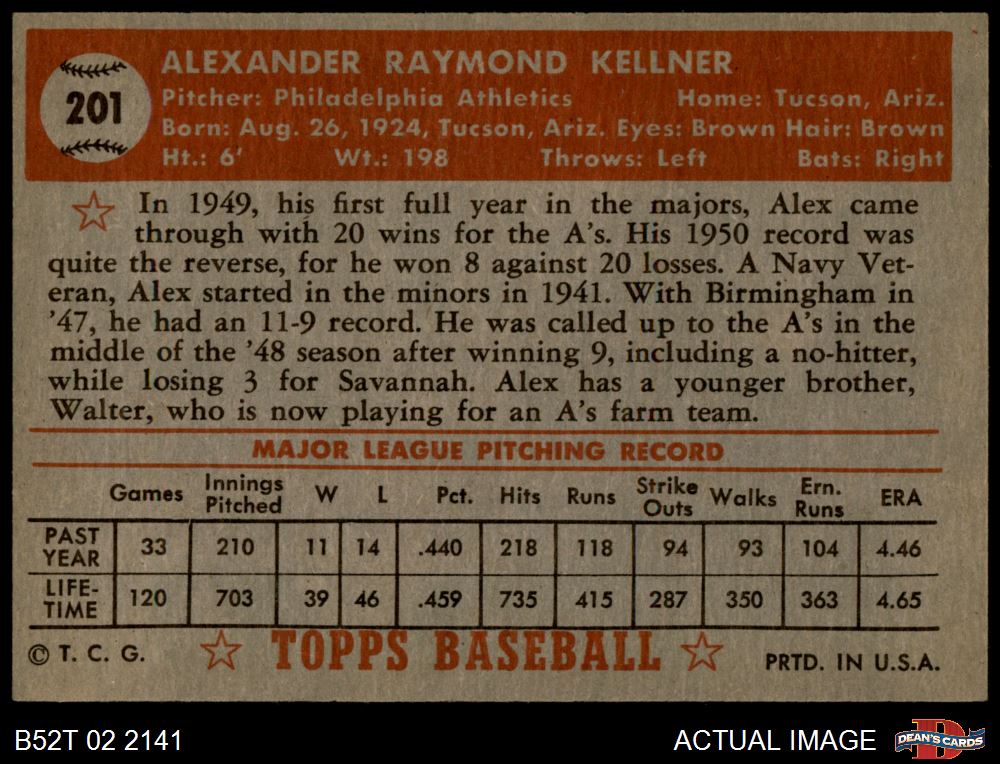 201
ALEXANDER RAYMOND KELLNER
Pitcher: Philadelphia Athletics Home: Tucson, Ariz.
Born: Aug. 26, 1924, Tucson, Ariz. Eyes: Brown Hair: Brown
Ht.: 6' Wt.: 198 Throws: Left Bats: Right
In 1949, his first full year in the majors, Alex came
through with 20 wins for the A's. His 1950 record was
quite the reverse, for he won 8 against 20 losses. A Navy Vet-
eran, Alex started in the minors in 1941. With Birmingham in
'47, he had an 11-9 record. He was called up to the A's in the
middle of the '48 season after winning 9, including a no-hitter,
while losing 3 for Savannah. Alex has a younger brother,
Walter, who is now playing for an A's farm team.
MAJOR LEAGUE PITCHING RECORD
Games Innings Pitched W L Pct. Hits Runs Strike Outs Walks Ern. Runs ERA
PAST YEAR 33 210 11 14 .440 218 118 94 93 104 4.46
LIFE-TIME 120 703 39 46 .459 735 415 287 350 363 4.65
© T. C. G. TOPPS BASEBALL PRTD. IN U.S.A.
B52T 02 2141 ACTUAL IMAGE DEAN'S CARDS